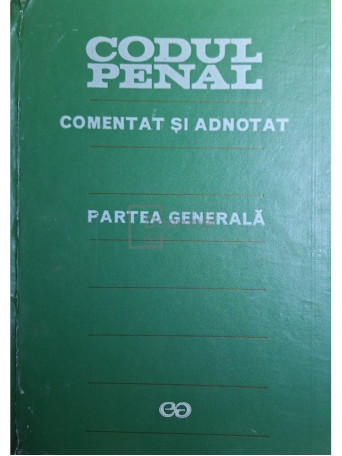 CODUL
PENAL
COMENTAT ȘI ADNOTAT
PARTEA GENERALĂ